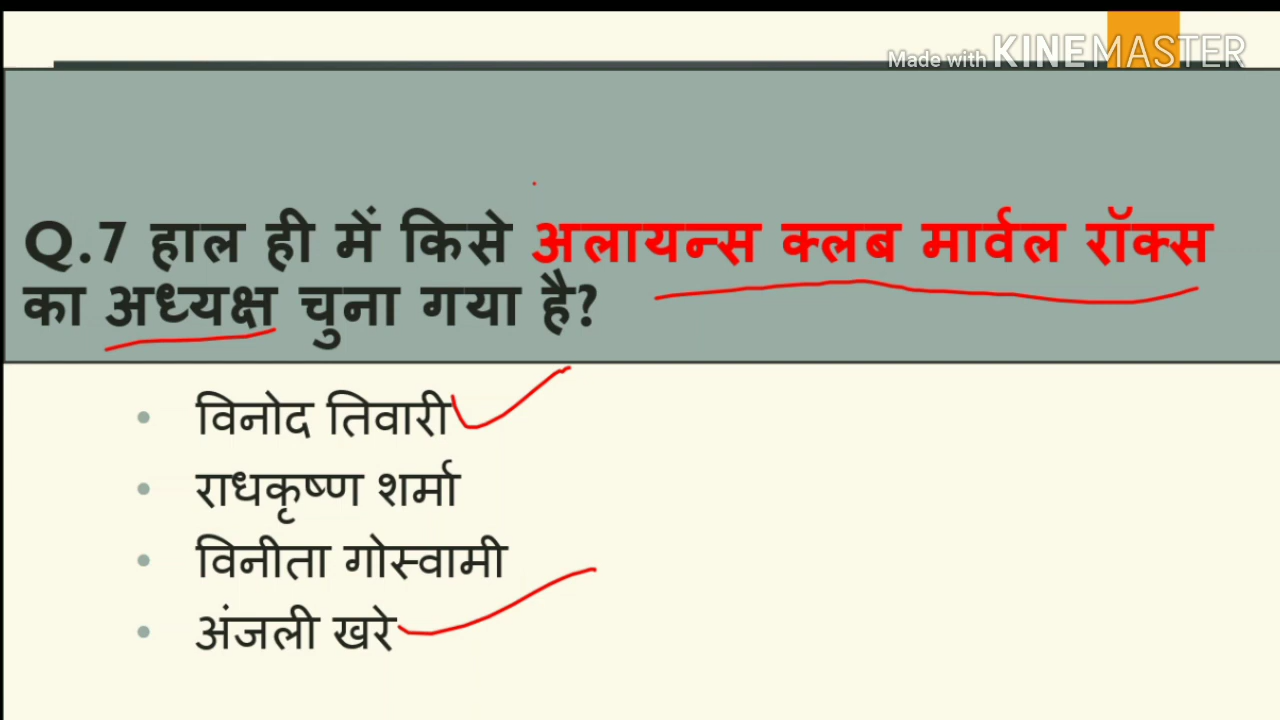 Made with KINEMASTER
Q.7 हाल ही में किसे अलायन्स क्लब मार्वल रॉक्स
का अध्यक्ष चुना गया है?
• विनोद तिवारी
• राधकृष्ण शर्मा
• विनीता गोस्वामी
• अंजली खरे